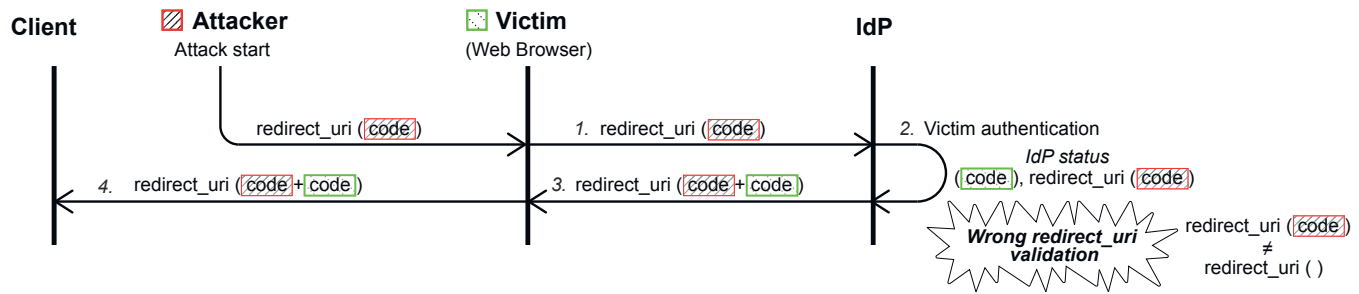 Client
Attacker
Attack start
Victim
(Web Browser)
IdP
redirect_uri (code)
1. redirect_uri (code)
2. Victim authentication
IdP status
(code), redirect_uri (code)
3. redirect_uri (code+code)
4. redirect_uri (code+code)
Wrong redirect_uri
validation
redirect_uri (code)
≠
redirect_uri ( )